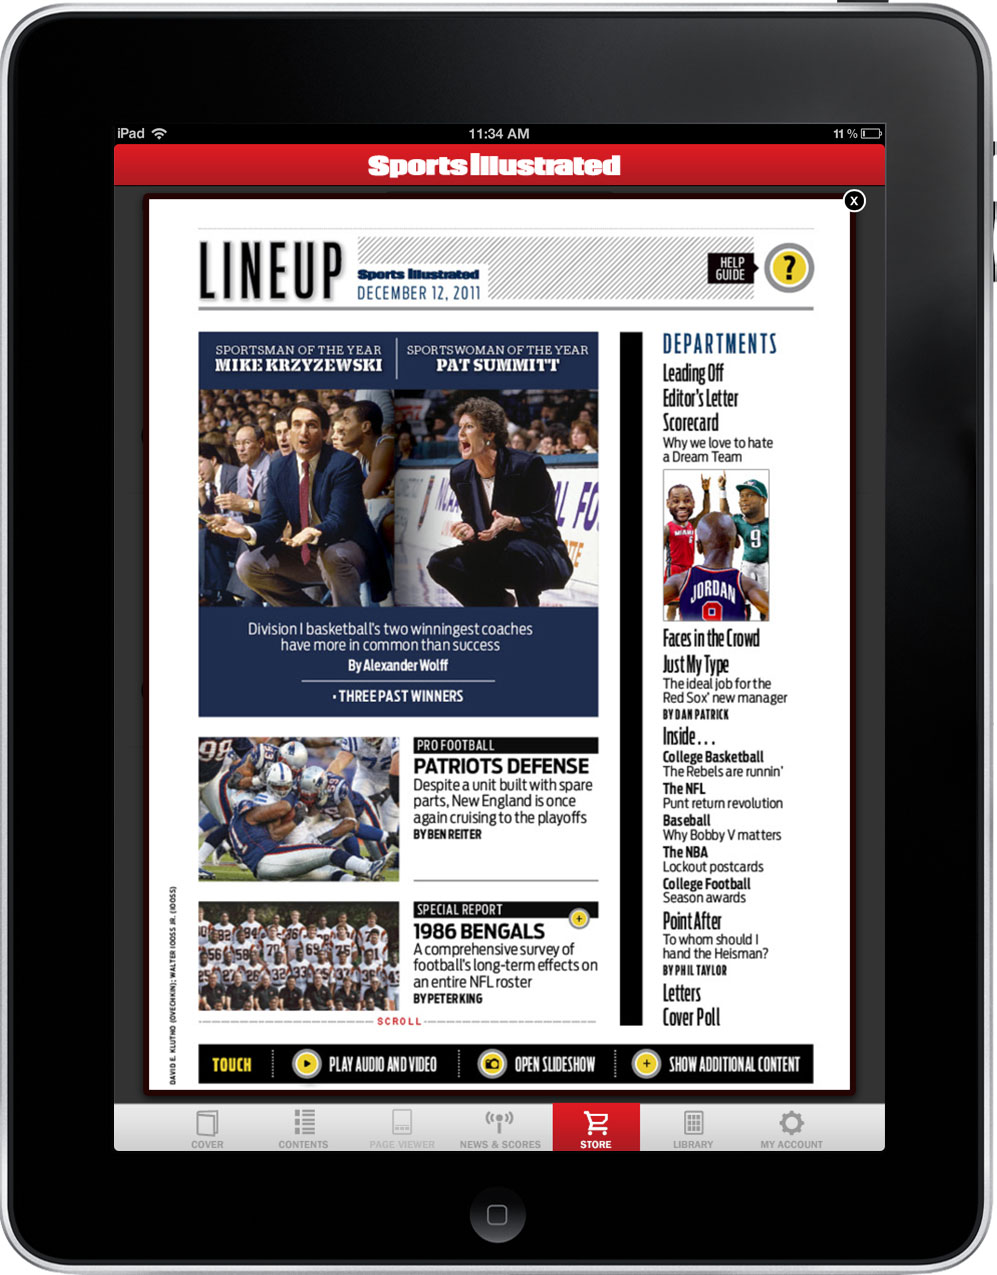 iPad 11:34 AM 11 %
Sports Illustrated
X
LINEUP
Sports Illustrated
DECEMBER 12, 2011
HELP
GUIDE
?
SPORTSMAN OF THE YEAR
MIKE KRZYZEWSKI
SPORTSWOMAN OF THE YEAR
PAT SUMMITT
Division I basketball's two winningest coaches
have more in common than success
By Alexander Wolff
• THREE PAST WINNERS
PRO FOOTBALL
PATRIOTS DEFENSE
Despite a unit built with spare
parts, New England is once
again cruising to the playoffs
BY BEN REITER
SPECIAL REPORT
+
1986 BENGALS
A comprehensive survey of
football's long-term effects on
an entire NFL roster
BY PETER KING
SCROLL
DAVID E. KLUTHO (OVECHKIN); WALTER IOOSS JR. (IOOSS)
DEPARTMENTS
Leading Off
Editor's Letter
Scorecard
Why we love to hate
a Dream Team
9
JORDAN
9
Faces in the Crowd
Just My Type
The ideal job for the
Red Sox' new manager
BY DAN PATRICK
Inside . . .
College Basketball
The Rebels are runnin'
The NFL
Punt return revolution
Baseball
Why Bobby V matters
The NBA
Lockout postcards
College Football
Season awards
Point After
To whom should I
hand the Heisman?
BY PHIL TAYLOR
Letters
Cover Poll
TOUCH
PLAY AUDIO AND VIDEO
OPEN SLIDESHOW
+ SHOW ADDITIONAL CONTENT
COVER
CONTENTS
PAGE VIEWER
NEWS & SCORES
STORE
LIBRARY
MY ACCOUNT